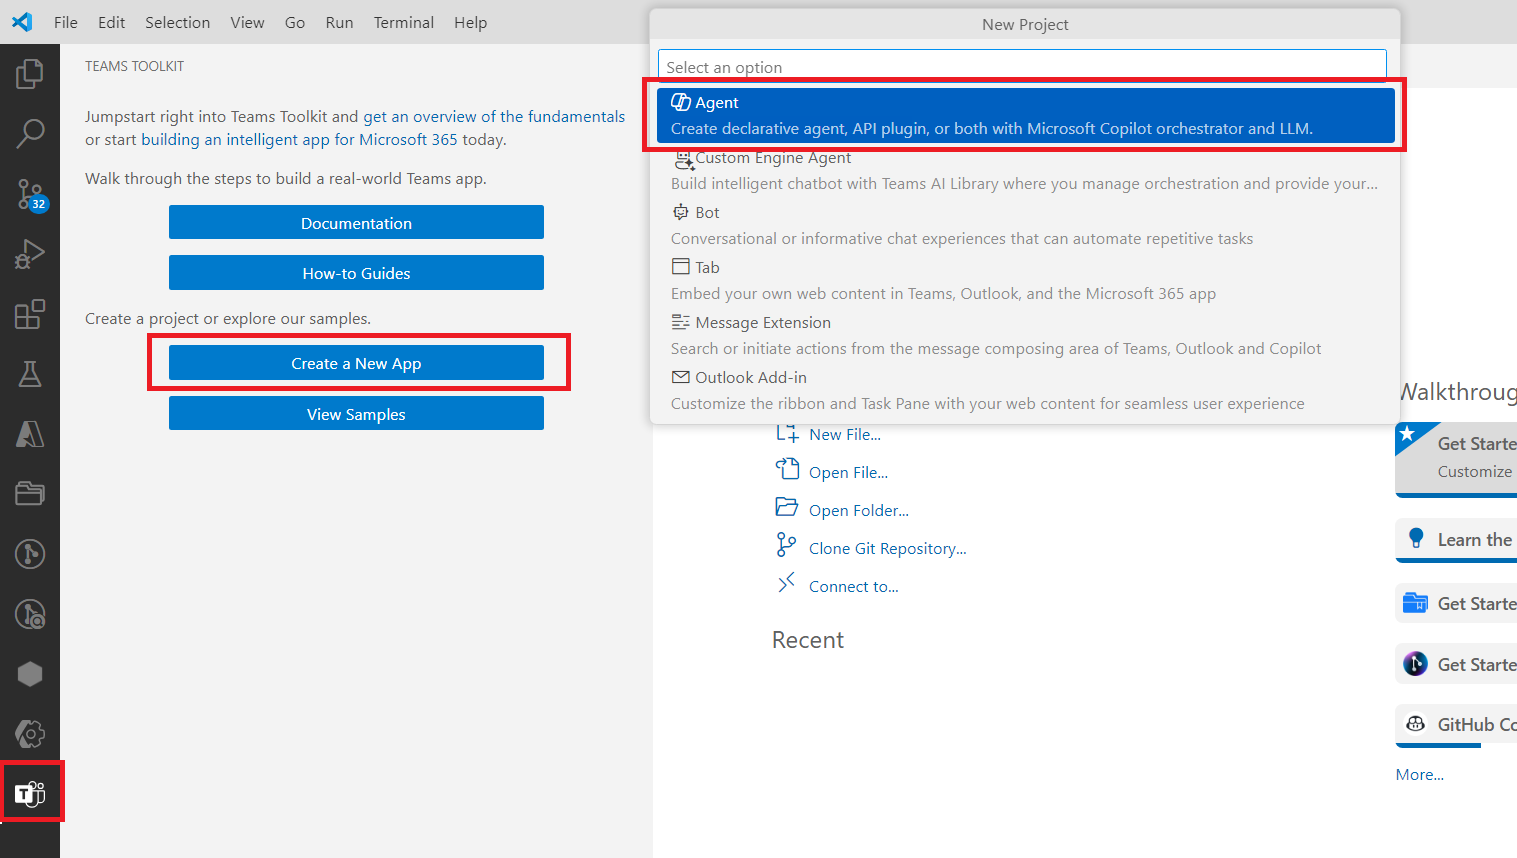 File Edit Selection View Go Run Terminal Help
New Project
TEAMS TOOLKIT
Jumpstart right into Teams Toolkit and get an overview of the fundamentals
or start building an intelligent app for Microsoft 365 today.
Walk through the steps to build a real-world Teams app.
Documentation
How-to Guides
Create a project or explore our samples.
Create a New App
View Samples
32
T
Select an option
Agent
Create declarative agent, API plugin, or both with Microsoft Copilot orchestrator and LLM.
Custom Engine Agent
Build intelligent chatbot with Teams AI Library where you manage orchestration and provide your...
Bot
Conversational or informative chat experiences that can automate repetitive tasks
Tab
Embed your own web content in Teams, Outlook, and the Microsoft 365 app
Message Extension
Search or initiate actions from the message composing area of Teams, Outlook and Copilot
Outlook Add-in
Customize the ribbon and Task Pane with your web content for seamless user experience
New File...
Open File...
Open Folder...
Clone Git Repository...
Connect to...
Recent
Walkthroug
Get Starte
Customize
Learn the
Get Starte
Get Starte
GitHub Co
More...